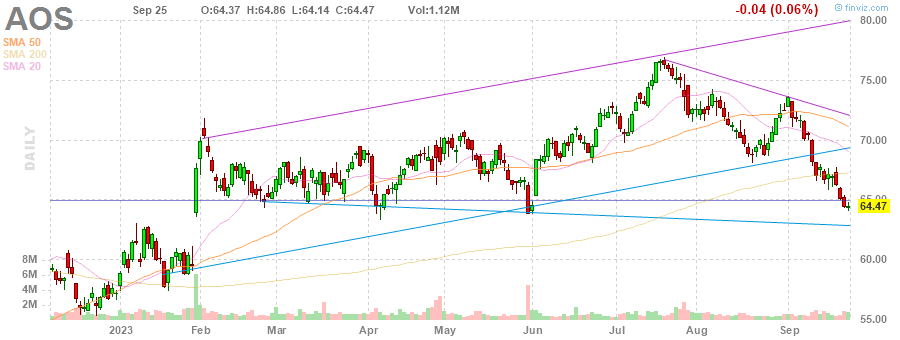 AOS
Sep 25 O:64.37 H:64.86 L:64.14 C:64.47 Vol:1.12M
-0.04 (0.06%)
© finviz.com
SMA 50
SMA 200
SMA 20
DAILY
80.00
75.00
70.00
65.00
64.47
60.00
55.00
8M
6M
4M
2M
2023 Feb Mar Apr May Jun Jul Aug Sep